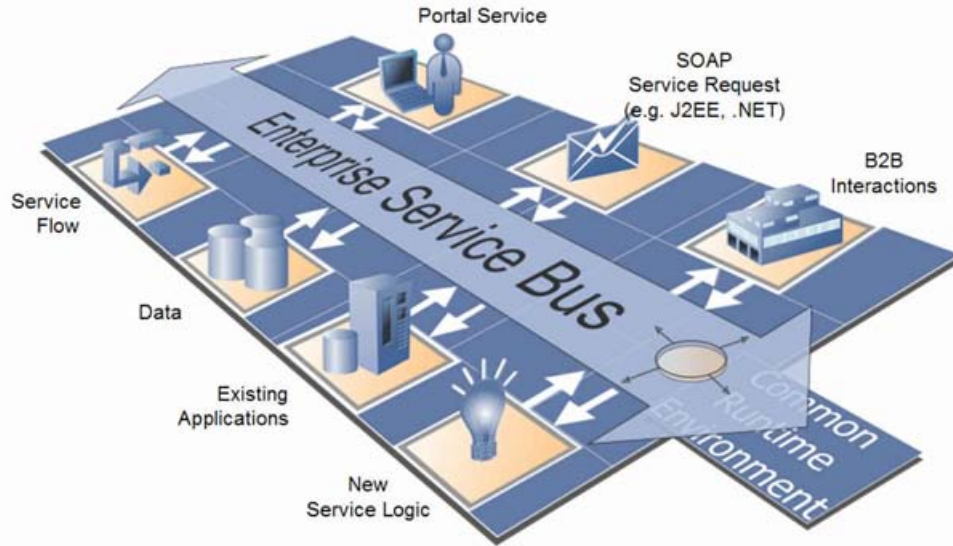 Portal Service
SOAP
Service Request
(e.g. J2EE, .NET)
B2B
Interactions
Service
Flow
Enterprise Service Bus
Data
Existing
Applications
New
Service Logic
Common
Runtime
Environment